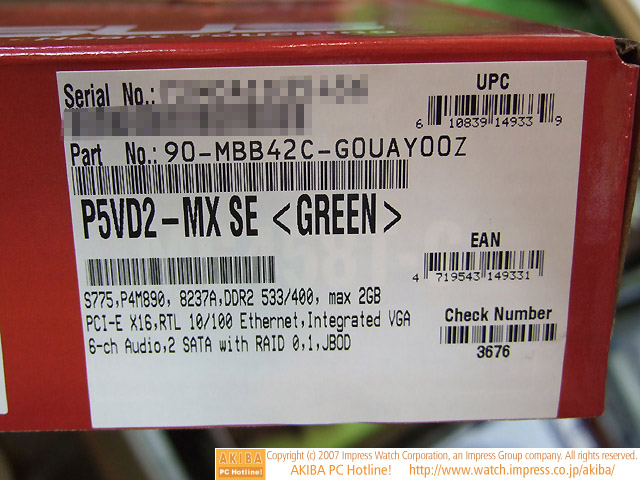 Serial No.:
UPC
6 10839 14933 9
Part No.: 90-MBB42C-G0UAY00Z
P5VD2-MX SE <GREEN>
EAN
4 719543 149331
S775,P4M890, 8237A,DDR2 533/400, max 2GB
PCI-E X16,RTL 10/100 Ethernet,Integrated VGA
6-ch Audio,2 SATA with RAID 0,1,JBOD
Check Number
3676
AKIBA
PC Hotline!
Copyright (c) 2007 Impress Watch Corporation, an Impress Group company. All rights reserved.
AKIBA PC Hotline! http://www.watch.impress.co.jp/akiba/